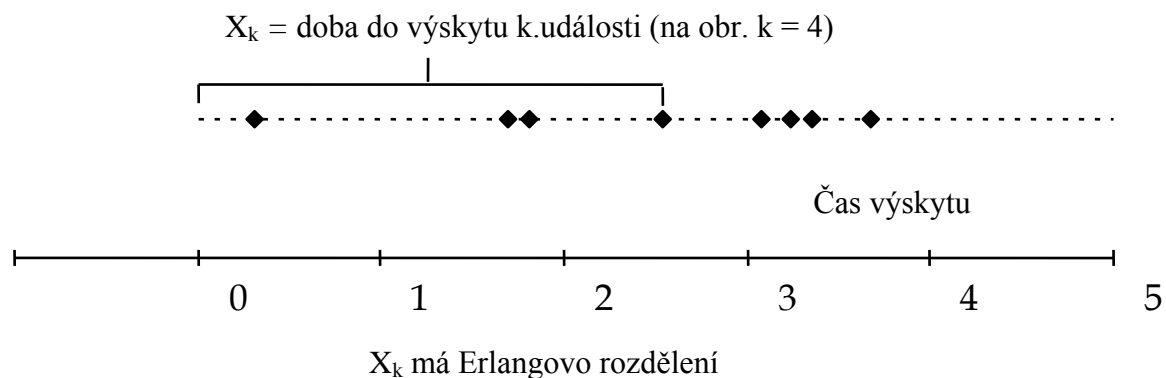 Xk = doba do výskytu k.události (na obr. k = 4)
Čas výskytu
0 1 2 3 4 5
Xk má Erlangovo rozdělení